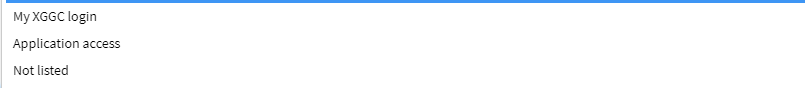 My XGGC login
Application access
Not listed